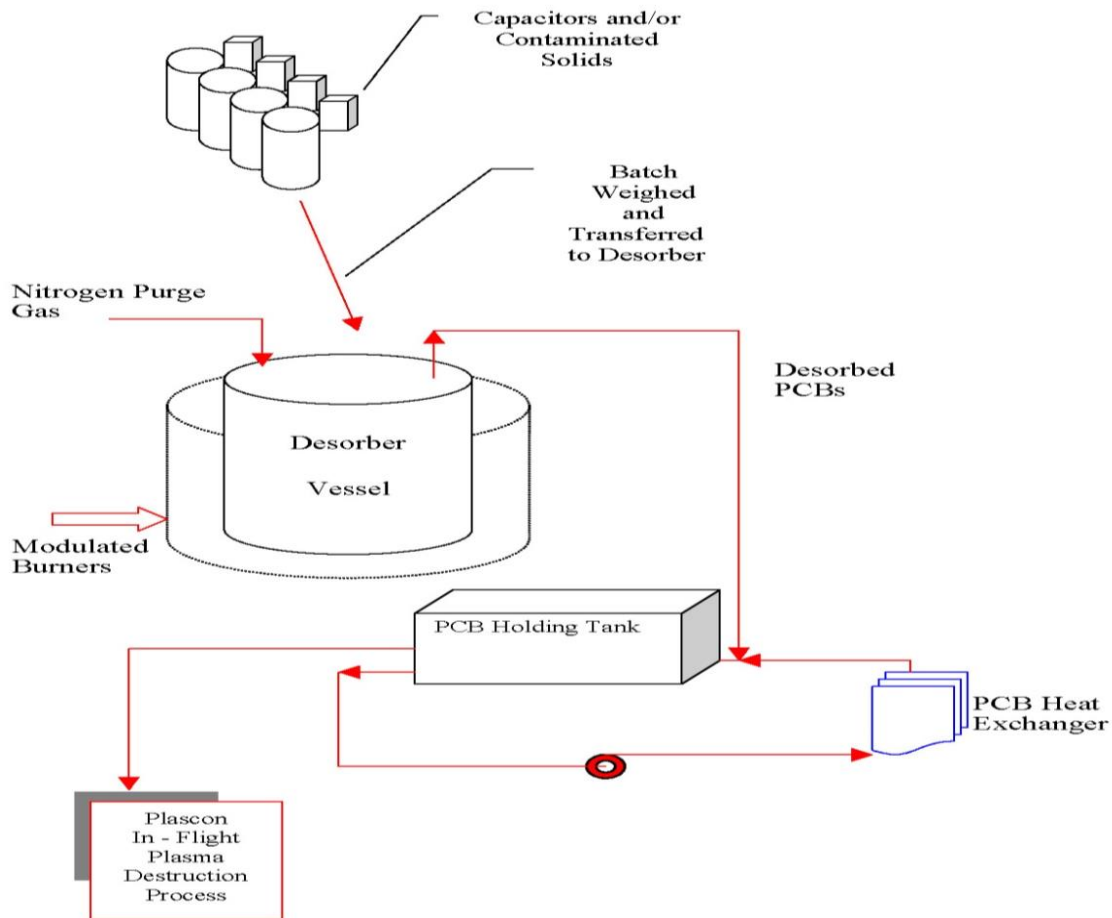 Capacitors and/or
Contaminated
Solids
Batch
Weighed
and
Transferred
to Desorber
Nitrogen Purge
Gas
Desorbed
PCBs
Desorber
Vessel
Modulated
Burners
PCB Holding Tank
PCB Heat
Exchanger
Plascon
In - Flight
Plasma
Destruction
Process